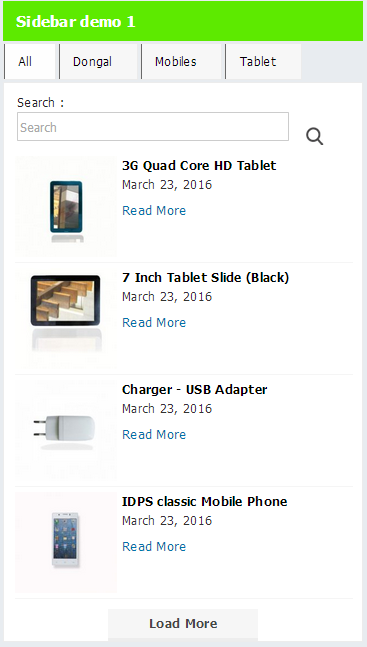 Sidebar demo 1
All Dongal Mobiles Tablet
Search :
Search
3G Quad Core HD Tablet
March 23, 2016
Read More
7 Inch Tablet Slide (Black)
March 23, 2016
Read More
Charger - USB Adapter
March 23, 2016
Read More
IDPS classic Mobile Phone
March 23, 2016
Read More
Load More